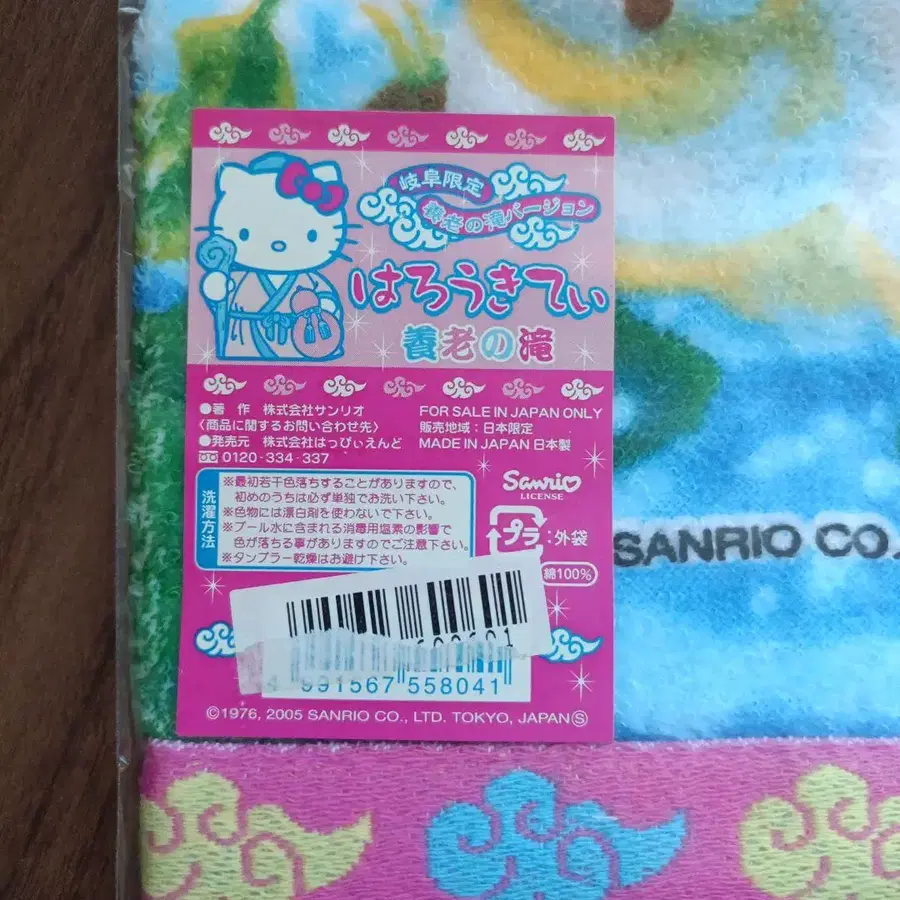 岐阜限定
養老の滝バージョン
はろうきてぃ
養老の滝
●著 作 株式会社サンリオ
〈商品に関するお問い合わせ先〉
●発売元 株式会社はっぴぃえんど
0120-334-337
FOR SALE IN JAPAN ONLY
販売地域:日本限定
MADE IN JAPAN 日本製
洗濯方法
※最初若干色落ちすることがありますので、
初めのうちは必ず単独でお洗い下さい。
※色物には漂白剤を使わないで下さい。
※プール水に含まれる消毒用塩素の影響で
色が落ちる事がありますのでご注意下さい。
※タンブラー乾燥はお避け下さい。
Sanrio
LICENSE
プラ
:外袋
綿100%
SANRIO CO.
4 991567 558041
©1976, 2005 SANRIO CO., LTD. TOKYO, JAPAN Ⓢ